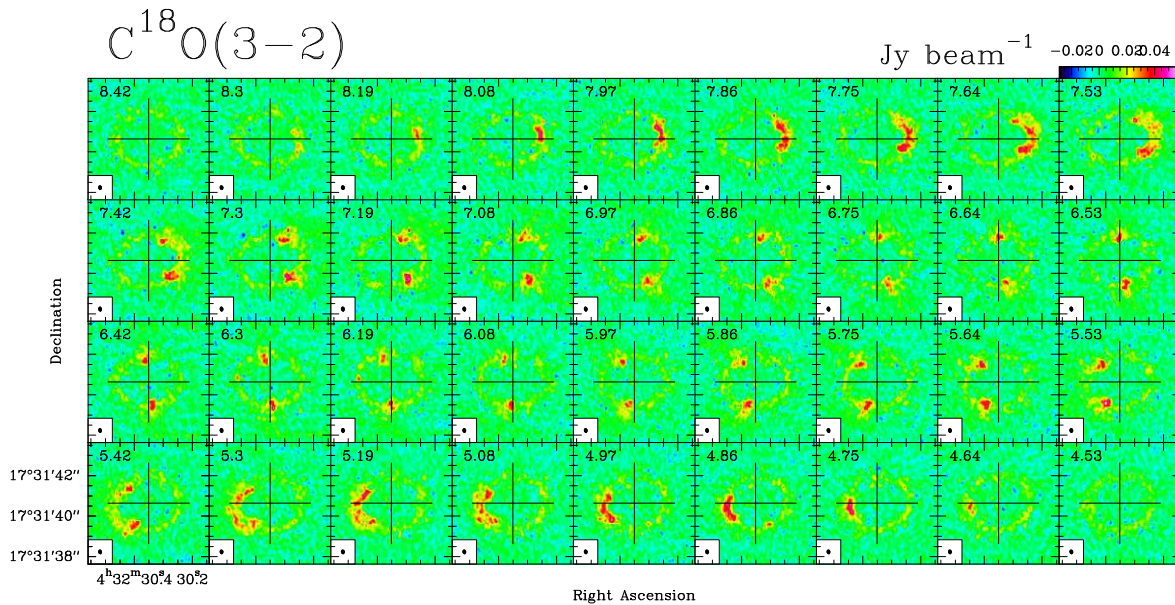 C18O(3−2)
Jy beam−1 −0.020 0 0.02 0.04
8.42 8.3 8.19 8.08 7.97 7.86 7.75 7.64 7.53
7.42 7.3 7.19 7.08 6.97 6.86 6.75 6.64 6.53
Declination
6.42 6.3 6.19 6.08 5.97 5.86 5.75 5.64 5.53
5.42 5.3 5.19 5.08 4.97 4.86 4.75 4.64 4.53
17°31′42″
17°31′40″
17°31′38″
4h32m30s.4 30s.2
Right Ascension